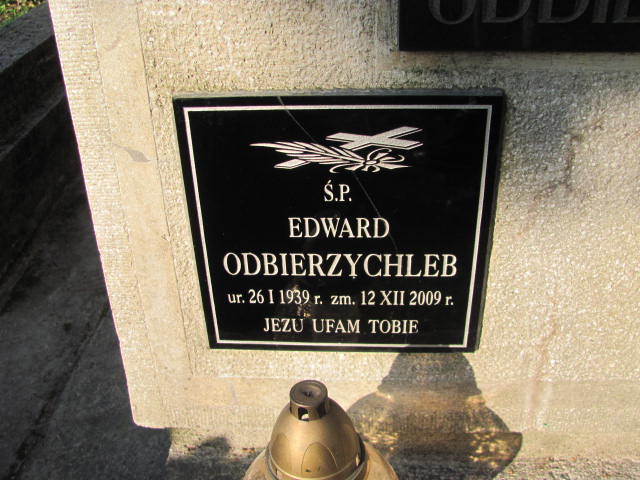 Ś.P.
EDWARD
ODBIERZYCHLEB
ur. 26 I 1939 r. zm. 12 XII 2009 r.
JEZU UFAM TOBIE